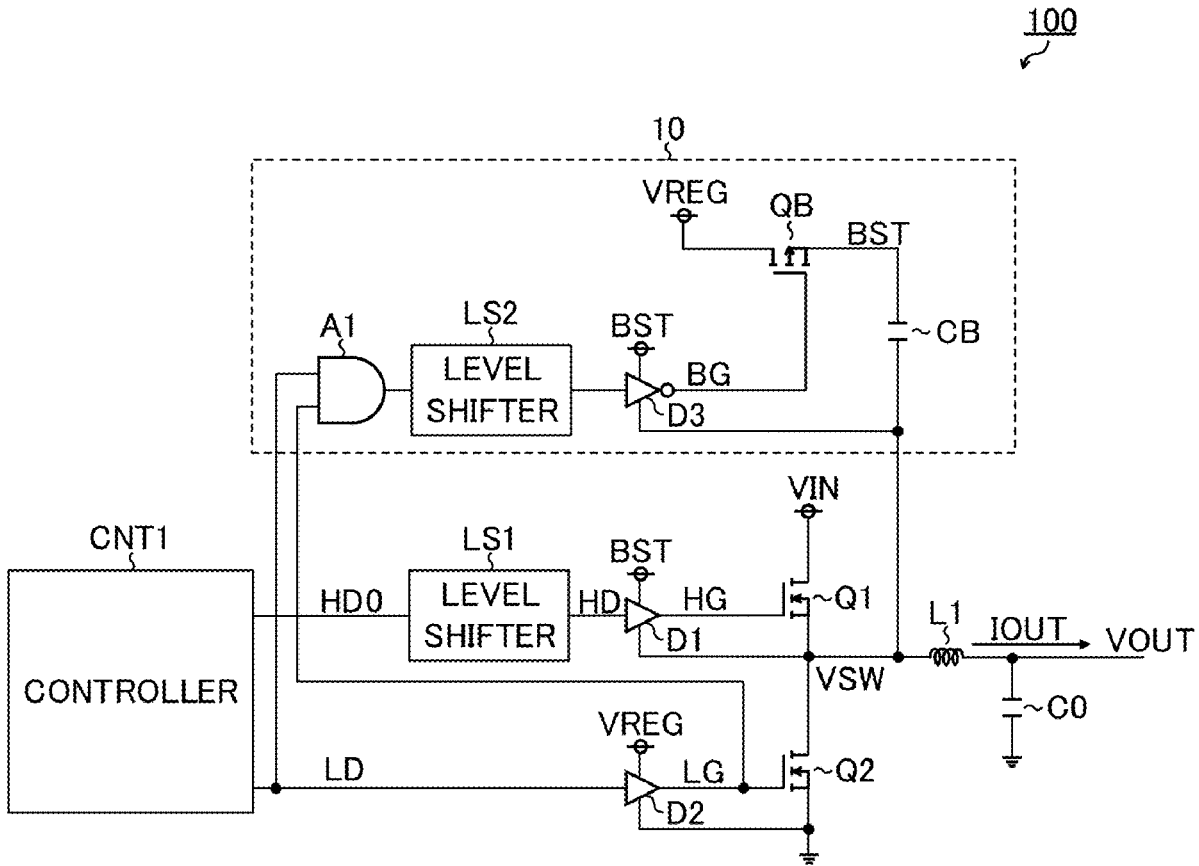 100
10
VREG
QB
BST
A1
LS2
LEVEL
SHIFTER
BST
BG
D3
CB
VIN
CNT1
LS1
BST
HD0
LEVEL
SHIFTER
HD
HG
D1
Q1
L1
IOUT
VOUT
VSW
CONTROLLER
C0
VREG
LD
LG
D2
Q2